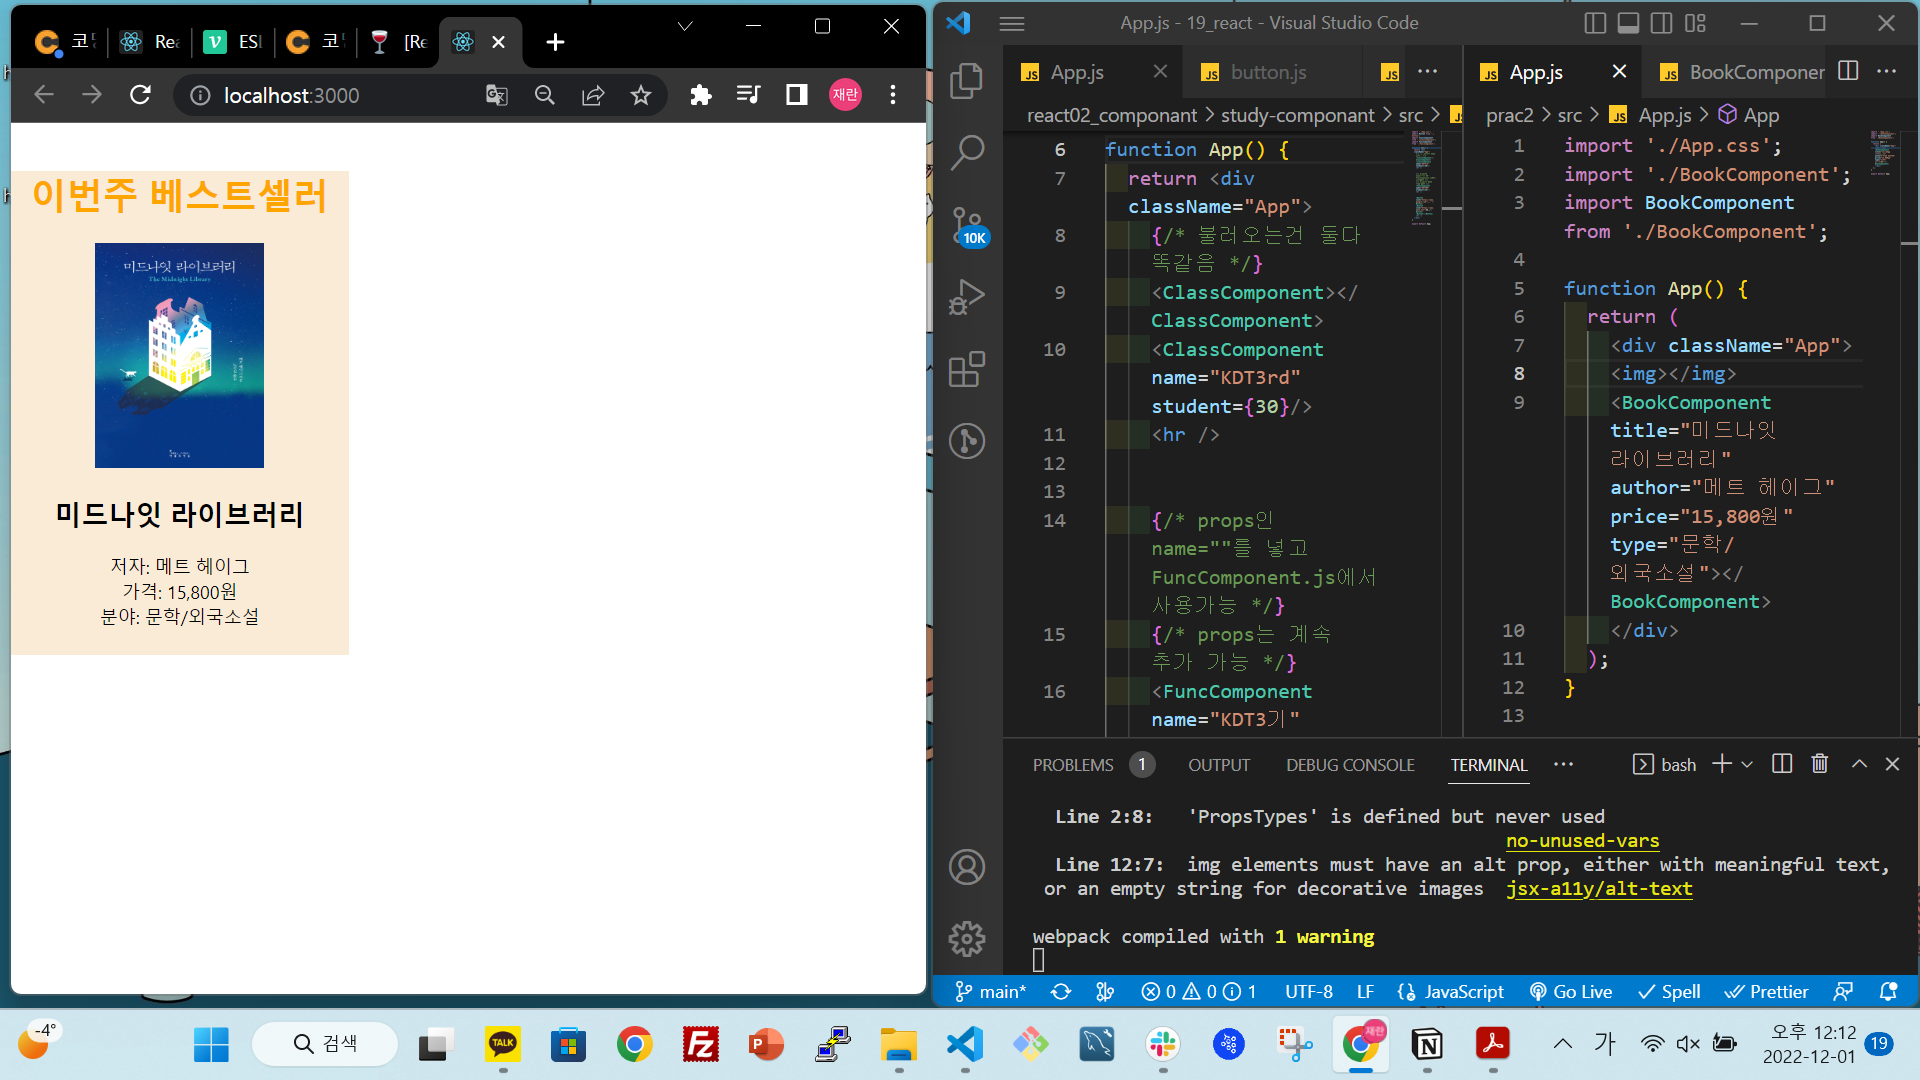 코
Rea
ESL
코
[Re
localhost:3000
재란
이번주 베스트셀러
미드나잇 라이브러리
The Midnight Library
미드나잇 라이브러리
저자: 메트 헤이그
가격: 15,800원
분야: 문학/외국소설
App.js - 19_react - Visual Studio Code
App.js
button.js
App.js
BookComponer
react02_componant > study-componant > src >
prac2 > src > App.js > App
10K
6 function App() {
7 return <div
className="App">
8 {/* 불러오는건 둘다
똑같음 */}
9 <ClassComponent></
ClassComponent>
10 <ClassComponent
name="KDT3rd"
student={30}/>
11 <hr />
12
13
14 {/* props인
name=""를 넣고
FuncComponent.js에서
사용가능 */}
15 {/* props는 계속
추가 가능 */}
16 <FuncComponent
name="KDT3기"
1 import './App.css';
2 import './BookComponent';
3 import BookComponent
from './BookComponent';
4
5 function App() {
6 return (
7 <div className="App">
8 <img></img>
9 <BookComponent
title="미드나잇
라이브러리"
author="메트 헤이그"
price="15,800원"
type="문학/
외국소설"></
BookComponent>
10 </div>
11 );
12 }
13
PROBLEMS 1 OUTPUT DEBUG CONSOLE TERMINAL bash
Line 2:8: 'PropsTypes' is defined but never used
no-unused-vars
Line 12:7: img elements must have an alt prop, either with meaningful text,
or an empty string for decorative images jsx-a11y/alt-text
webpack compiled with 1 warning
main* 0 0 1 UTF-8 LF {} JavaScript Go Live Spell Prettier
-4°
검색
TALK
재란
가
오후 12:12
2022-12-01
19